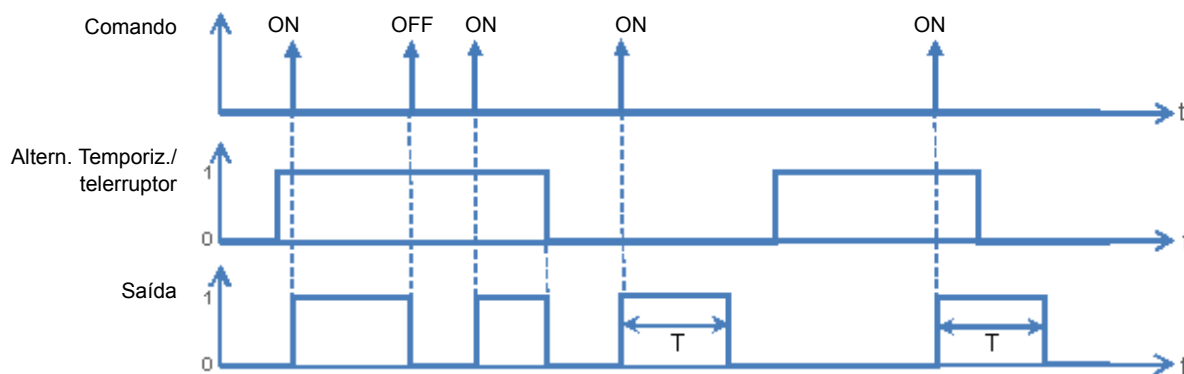 Comando
ON OFF ON ON ON
t
Altern. Temporiz./
telerruptor
1
0
Saída
1
T T
0
t